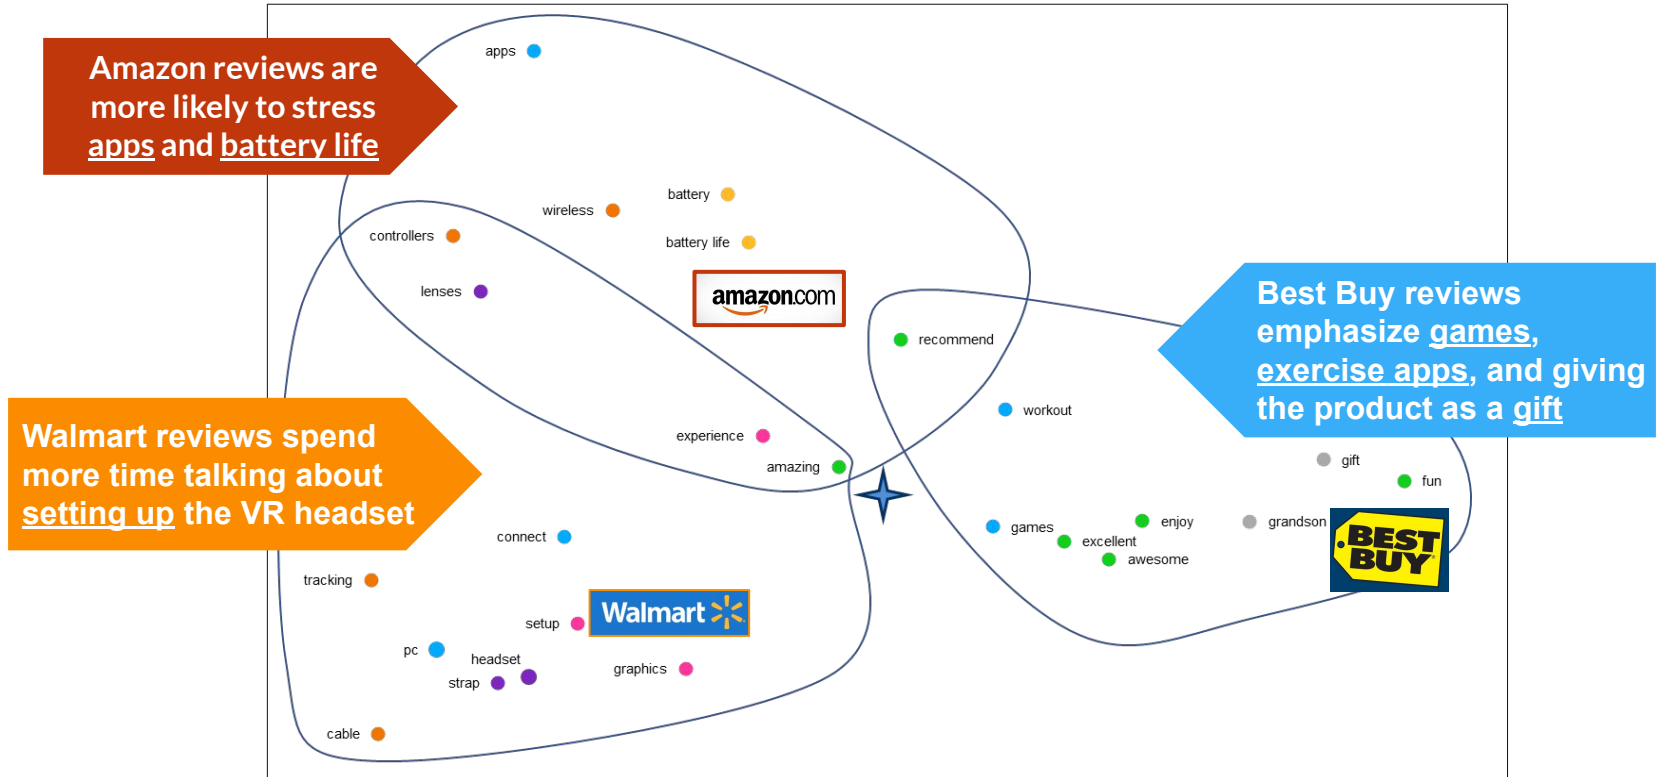 Amazon reviews are
more likely to stress
apps and battery life
apps
wireless
battery
controllers
battery life
lenses
amazon.com
recommend
Best Buy reviews
emphasize games,
exercise apps, and giving
the product as a gift
workout
Walmart reviews spend
more time talking about
setting up the VR headset
experience
amazing
gift
fun
games
enjoy
grandson
excellent
awesome
BEST
BUY
connect
tracking
setup
Walmart
pc
headset
strap
graphics
cable